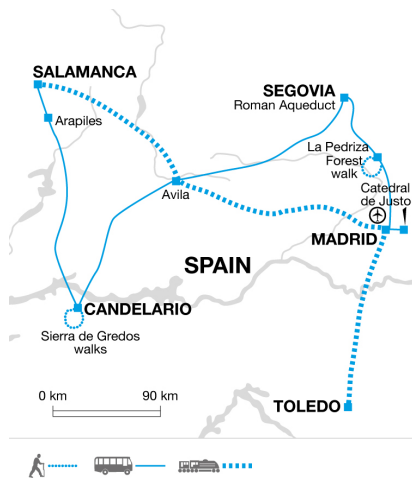 SALAMANCA
Arapiles
SEGOVIA
Roman Aqueduct
La Pedriza
Forest
walk
Catedral
de Justo
Avila
MADRID
SPAIN
CANDELARIO
Sierra de Gredos
walks
0 km
90 km
TOLEDO